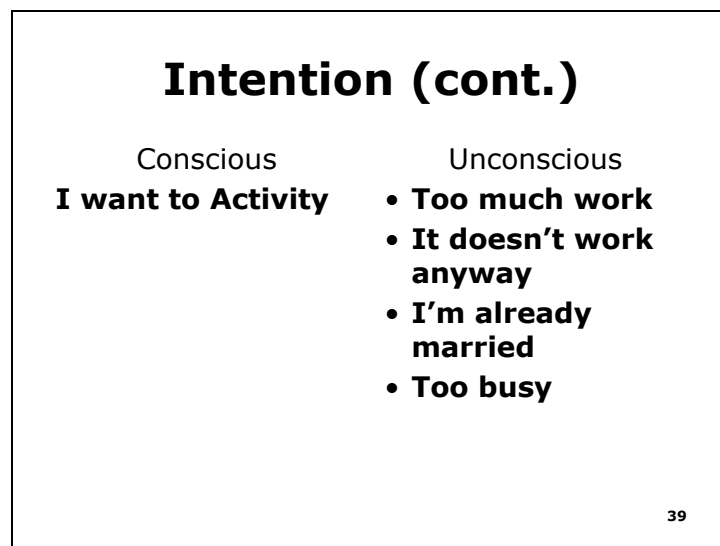 Intention (cont.)
Conscious
I want to Activity
Unconscious
• Too much work
• It doesn’t work
anyway
• I’m already
married
• Too busy
39